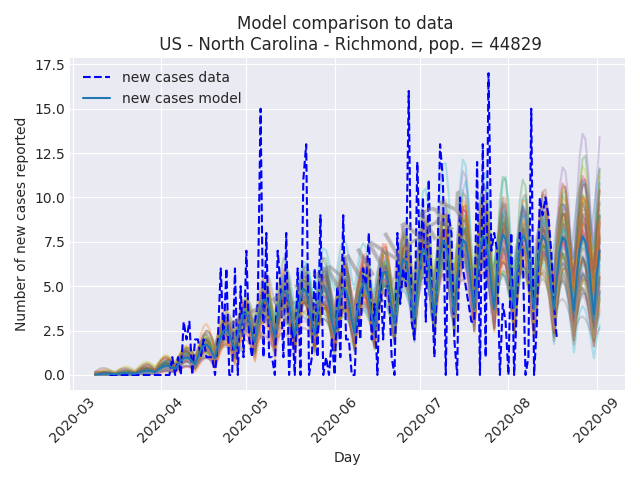 Model comparison to data
US - North Carolina - Richmond, pop. = 44829
17.5
15.0
12.5
10.0
7.5
5.0
2.5
0.0
Number of new cases reported
new cases data
new cases model
2020-03
2020-04
2020-05
2020-06
2020-07
2020-08
2020-09
Day